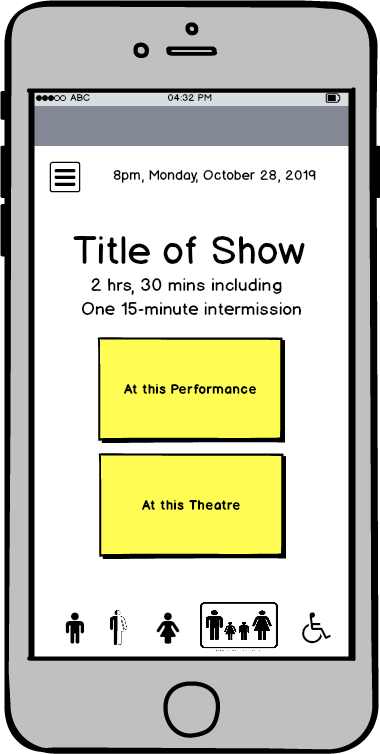 ABC 04:32 PM
8pm, Monday, October 28, 2019
Title of Show
2 hrs, 30 mins including
One 15-minute intermission
At this Performance
At this Theatre